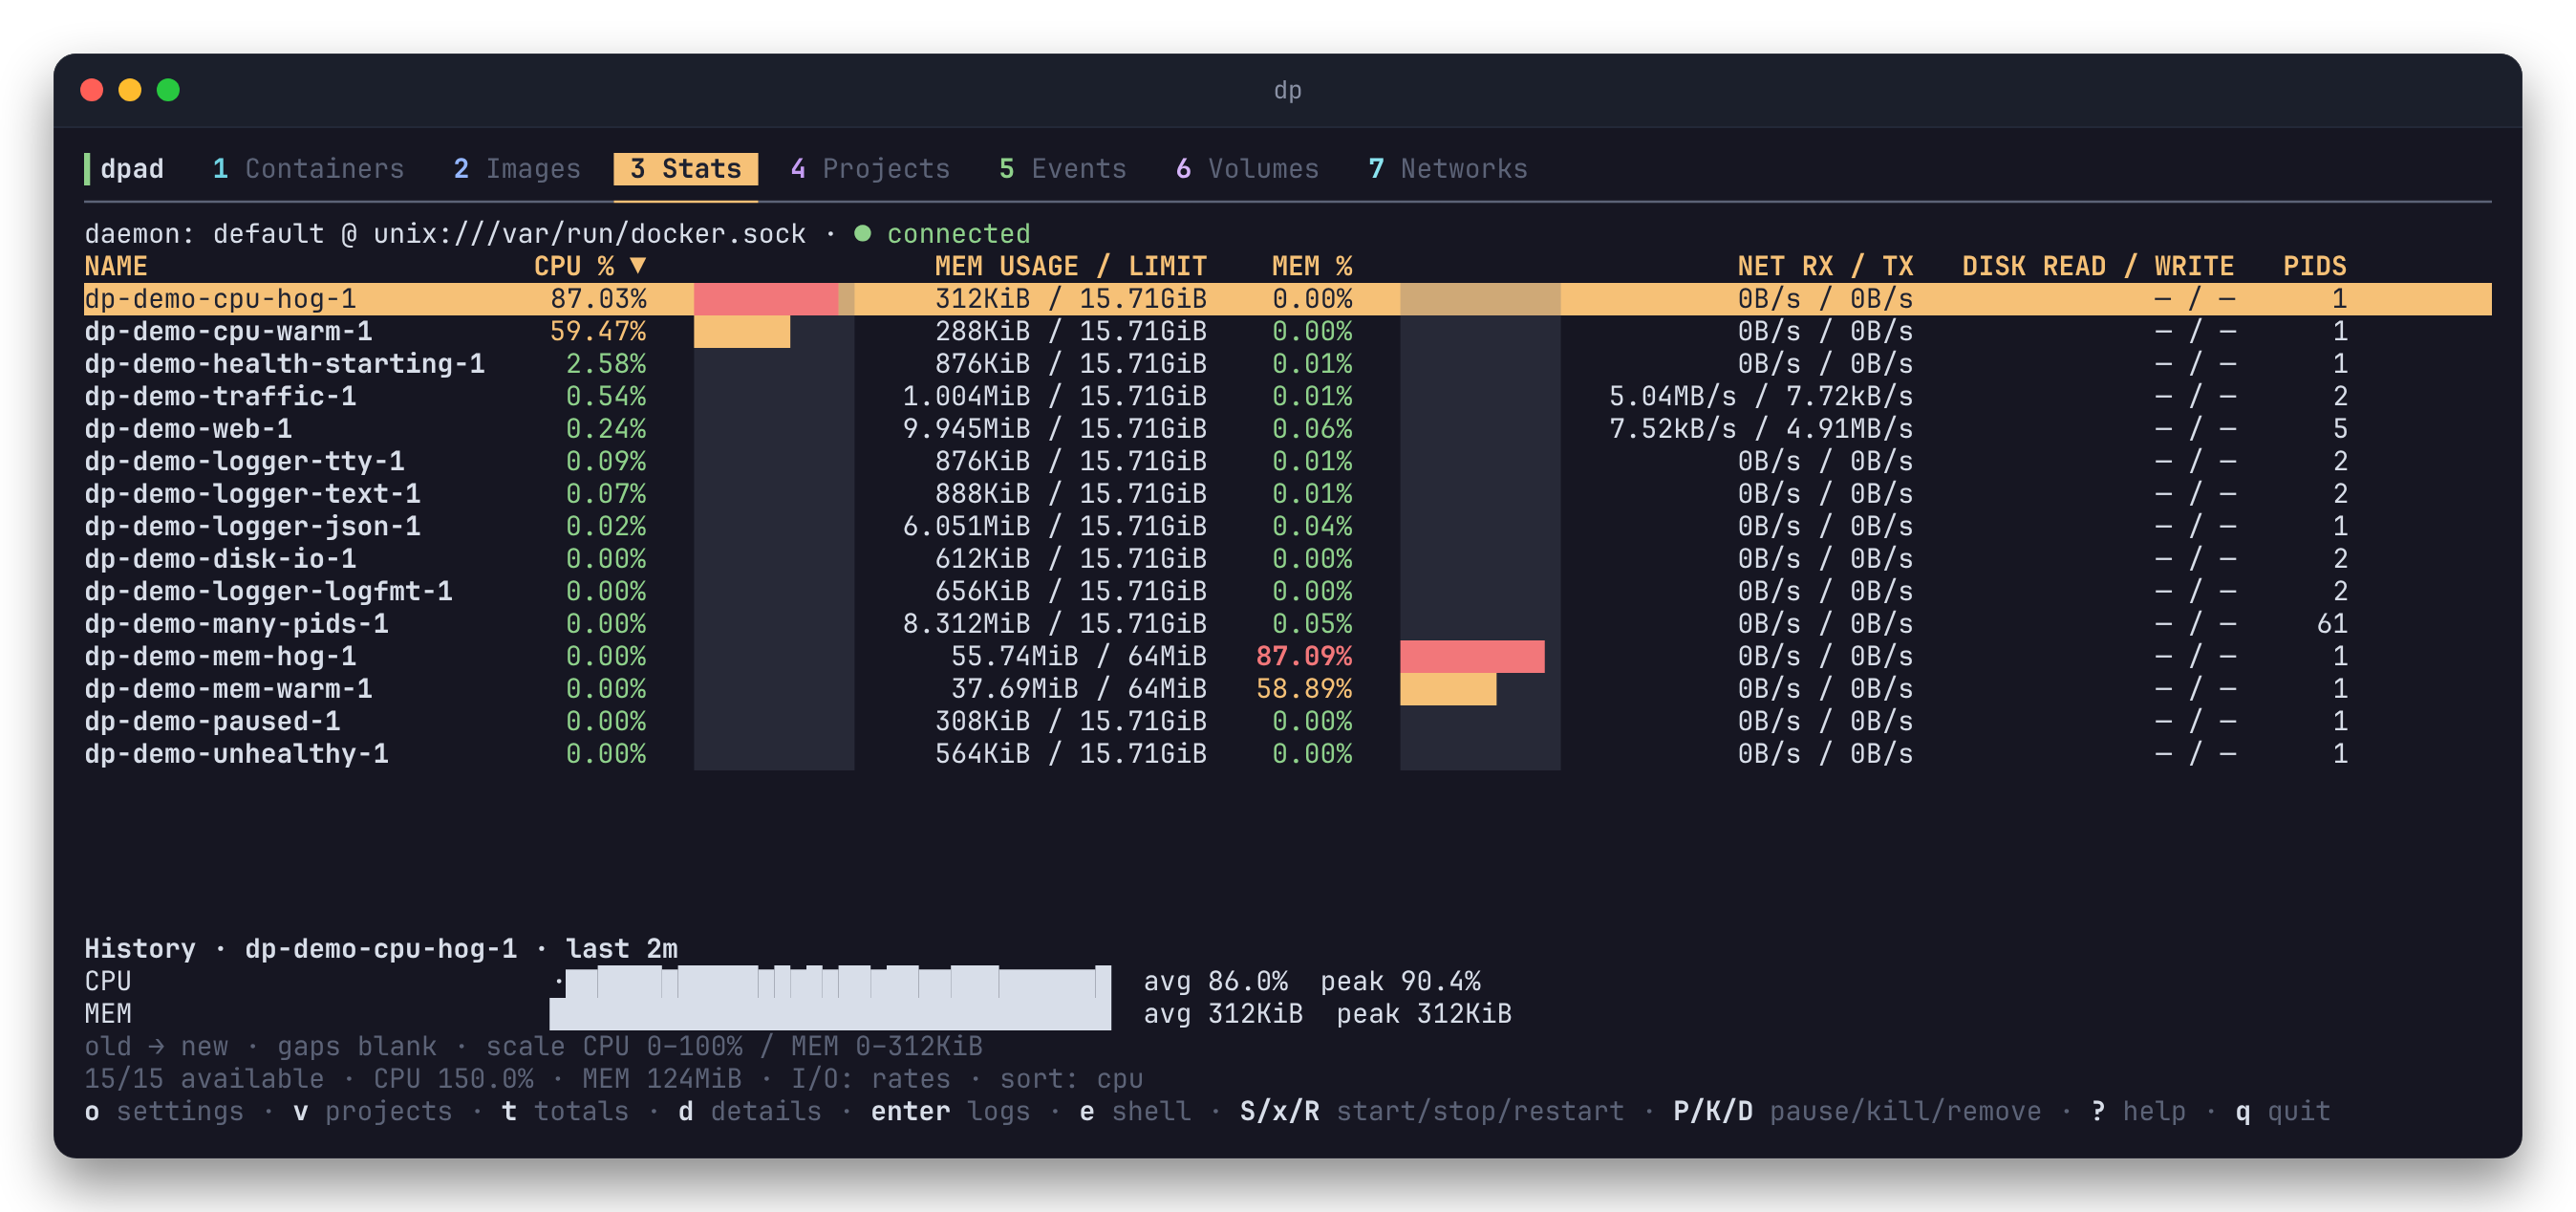 dp
dpad 1 Containers 2 Images 3 Stats 4 Projects 5 Events 6 Volumes 7 Networks
daemon: default @ unix:///var/run/docker.sock · ● connected
NAME CPU % ▼ MEM USAGE / LIMIT MEM % NET RX / TX DISK READ / WRITE PIDS
dp-demo-cpu-hog-1 87.03% 312KiB / 15.71GiB 0.00% 0B/s / 0B/s — / — 1
dp-demo-cpu-warm-1 59.47% 288KiB / 15.71GiB 0.00% 0B/s / 0B/s — / — 1
dp-demo-health-starting-1 2.58% 876KiB / 15.71GiB 0.01% 0B/s / 0B/s — / — 1
dp-demo-traffic-1 0.54% 1.004MiB / 15.71GiB 0.01% 5.04MB/s / 7.72kB/s — / — 2
dp-demo-web-1 0.24% 9.945MiB / 15.71GiB 0.06% 7.52kB/s / 4.91MB/s — / — 5
dp-demo-logger-tty-1 0.09% 876KiB / 15.71GiB 0.01% 0B/s / 0B/s — / — 2
dp-demo-logger-text-1 0.07% 888KiB / 15.71GiB 0.01% 0B/s / 0B/s — / — 2
dp-demo-logger-json-1 0.02% 6.051MiB / 15.71GiB 0.04% 0B/s / 0B/s — / — 1
dp-demo-disk-io-1 0.00% 612KiB / 15.71GiB 0.00% 0B/s / 0B/s — / — 2
dp-demo-logger-logfmt-1 0.00% 656KiB / 15.71GiB 0.00% 0B/s / 0B/s — / — 2
dp-demo-many-pids-1 0.00% 8.312MiB / 15.71GiB 0.05% 0B/s / 0B/s — / — 61
dp-demo-mem-hog-1 0.00% 55.74MiB / 64MiB 87.09% 0B/s / 0B/s — / — 1
dp-demo-mem-warm-1 0.00% 37.69MiB / 64MiB 58.89% 0B/s / 0B/s — / — 1
dp-demo-paused-1 0.00% 308KiB / 15.71GiB 0.00% 0B/s / 0B/s — / — 1
dp-demo-unhealthy-1 0.00% 564KiB / 15.71GiB 0.00% 0B/s / 0B/s — / — 1
History · dp-demo-cpu-hog-1 · last 2m
CPU avg 86.0% peak 90.4%
MEM avg 312KiB peak 312KiB
old → new · gaps blank · scale CPU 0–100% / MEM 0–312KiB
15/15 available · CPU 150.0% · MEM 124MiB · I/O: rates · sort: cpu
o settings · v projects · t totals · d details · enter logs · e shell · S/x/R start/stop/restart · P/K/D pause/kill/remove · ? help · q quit